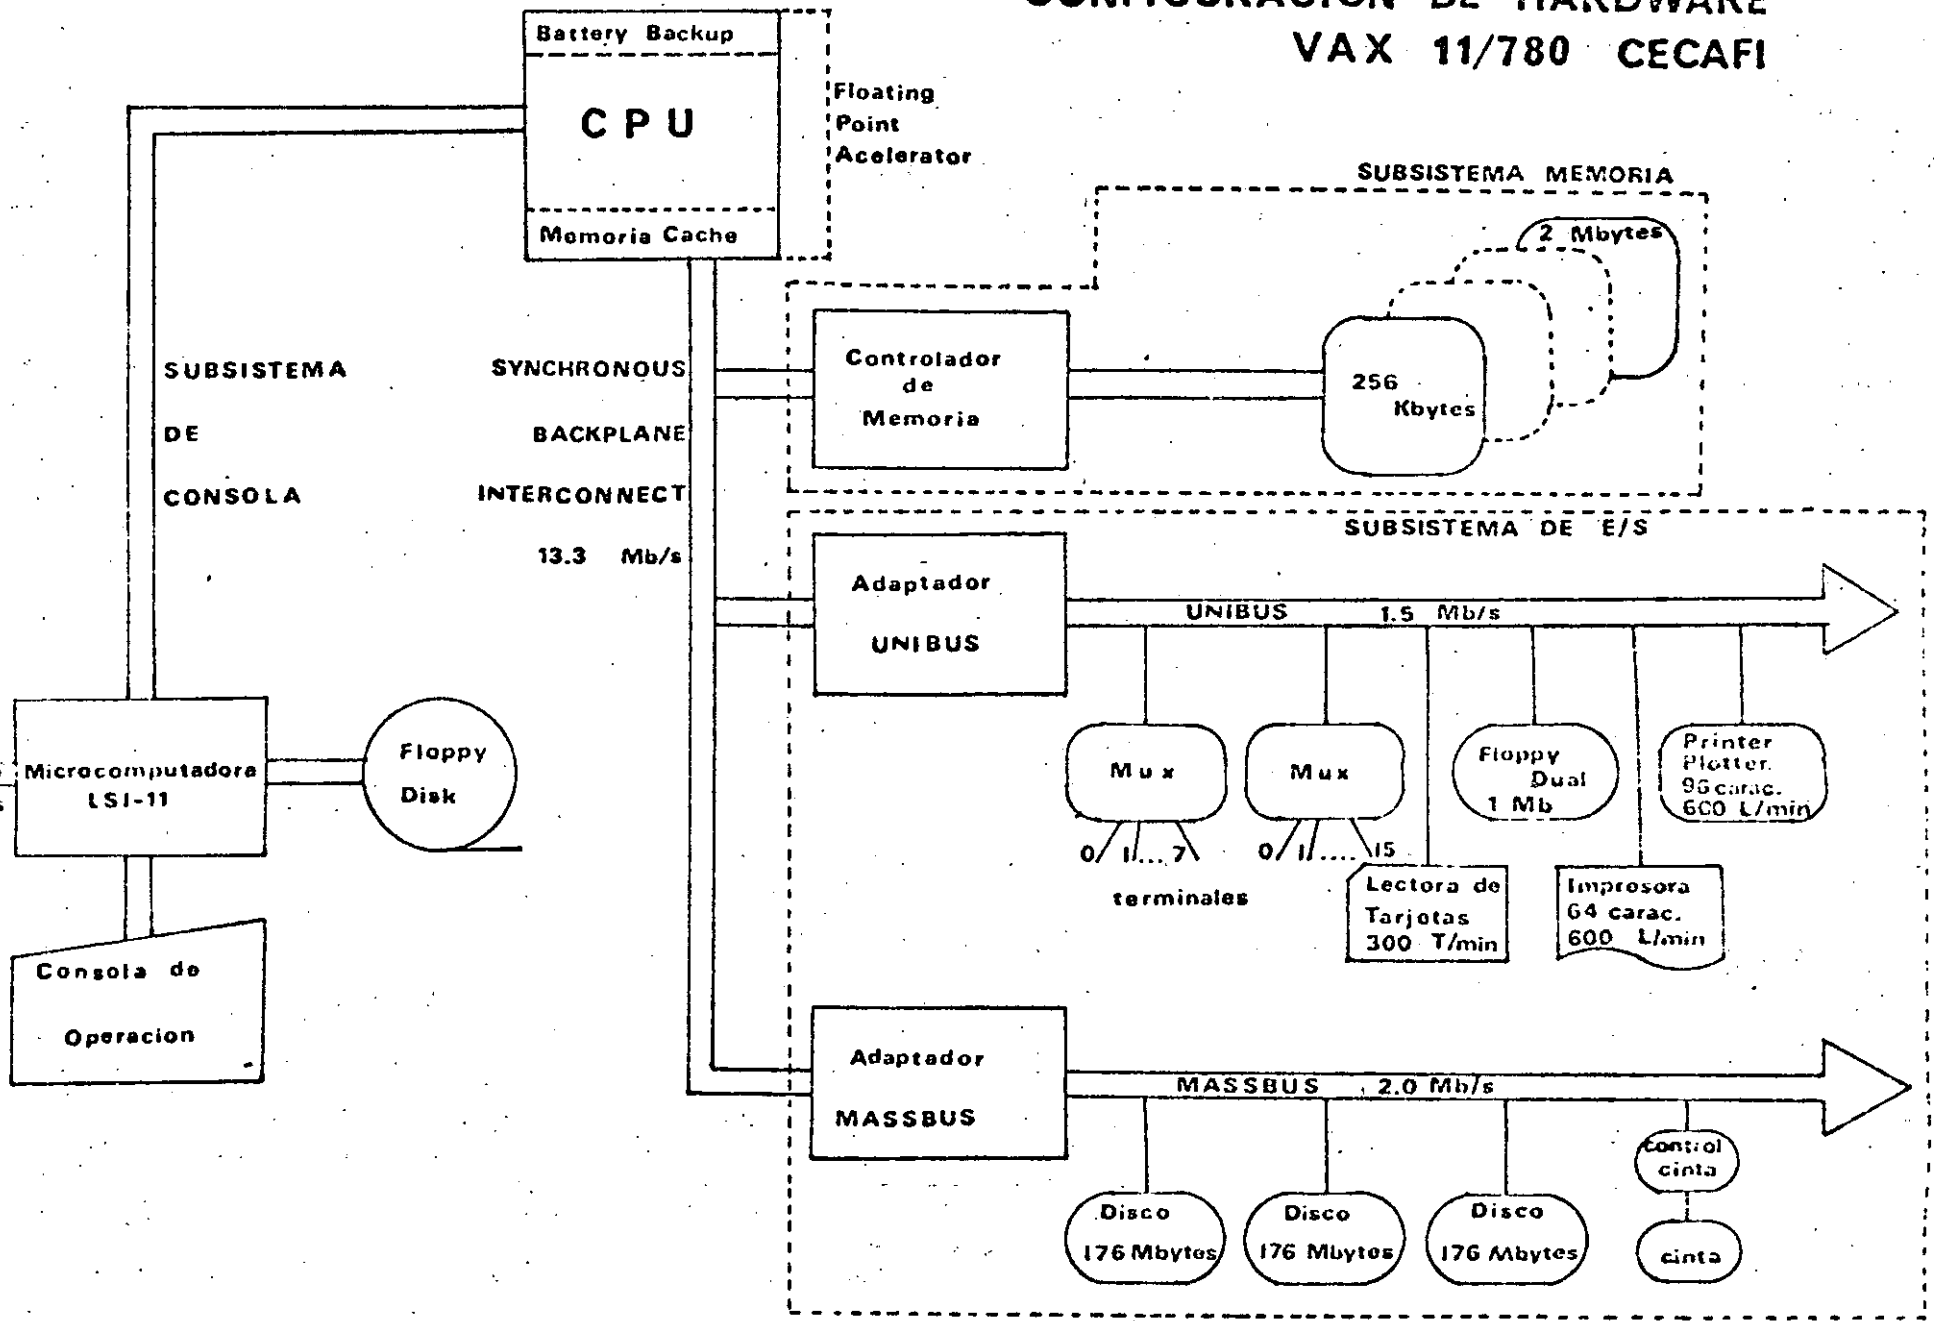 CONFIGURACION DE HARDWARE
VAX 11/780 CECAFI
Battery Backup
CPU
Memoria Cache
Floating
Point
Acelerator
SUBSISTEMA MEMORIA
2 Mbytes
256
Kbytes
Controlador
de
Memoria
SUBSISTEMA
DE
CONSOLA
SYNCHRONOUS
BACKPLANE
INTERCONNECT
13.3 Mb/s
SUBSISTEMA DE E/S
Adaptador
UNIBUS
UNIBUS 1.5 Mb/s
Microcomputadora
LSI-11
Floppy
Disk
Consola de
Operacion
Mux
0 1 ... 7
Mux
0 1 .... 15
terminales
Lectora de
Tarjetas
300 T/min
Floppy
Dual
1 Mb
Impresora
64 carac.
600 L/min
Printer
Plotter.
96 carac.
600 L/min
Adaptador
MASSBUS
MASSBUS 2.0 Mb/s
Disco
176 Mbytes
Disco
176 Mbytes
Disco
176 Mbytes
control
cinta
cinta